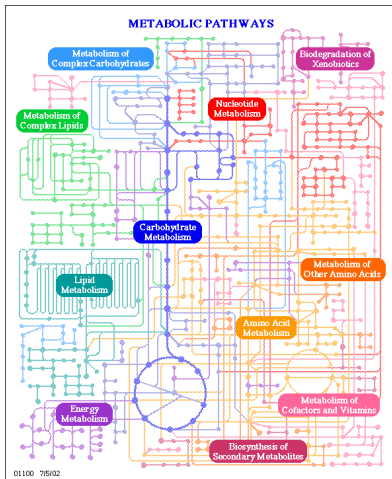 METABOLIC PATHWAYS
Metabolism of
Complex Carbohydrates
Biodegradation of
Xenobiotics
Nucleotide
Metabolism
Metabolism of
Complex Lipids
Carbohydrate
Metabolism
Metabolism of
Other Amino Acids
Lipid
Metabolism
Amino Acid
Metabolism
Metabolism of
Cofactors and Vitamins
Energy
Metabolism
Biosynthesis of
Secondary Metabolites
01100 7/5/02